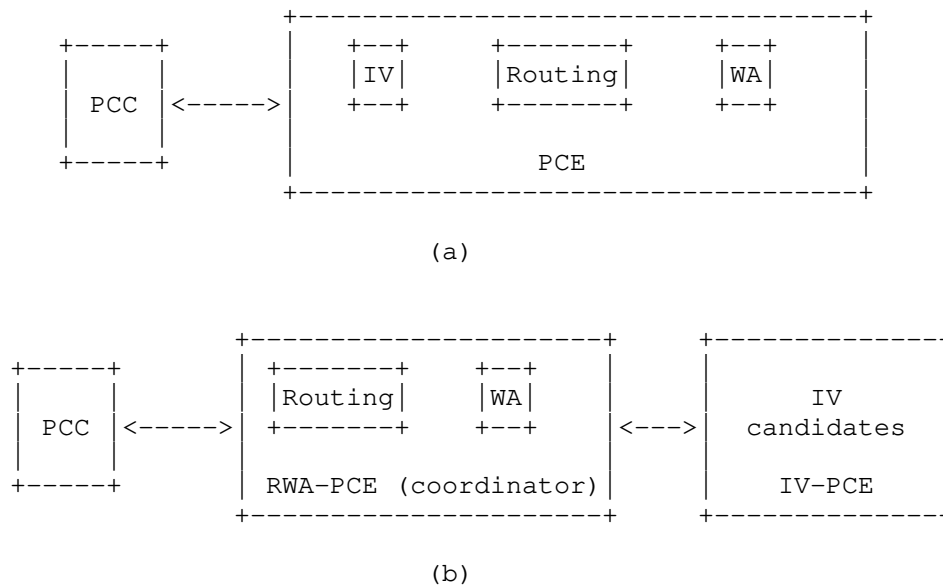 IV Routing WA
PCC <----->
PCE
(a)
Routing WA IV
PCC <-----> <---> candidates
RWA-PCE (coordinator) IV-PCE
(b)